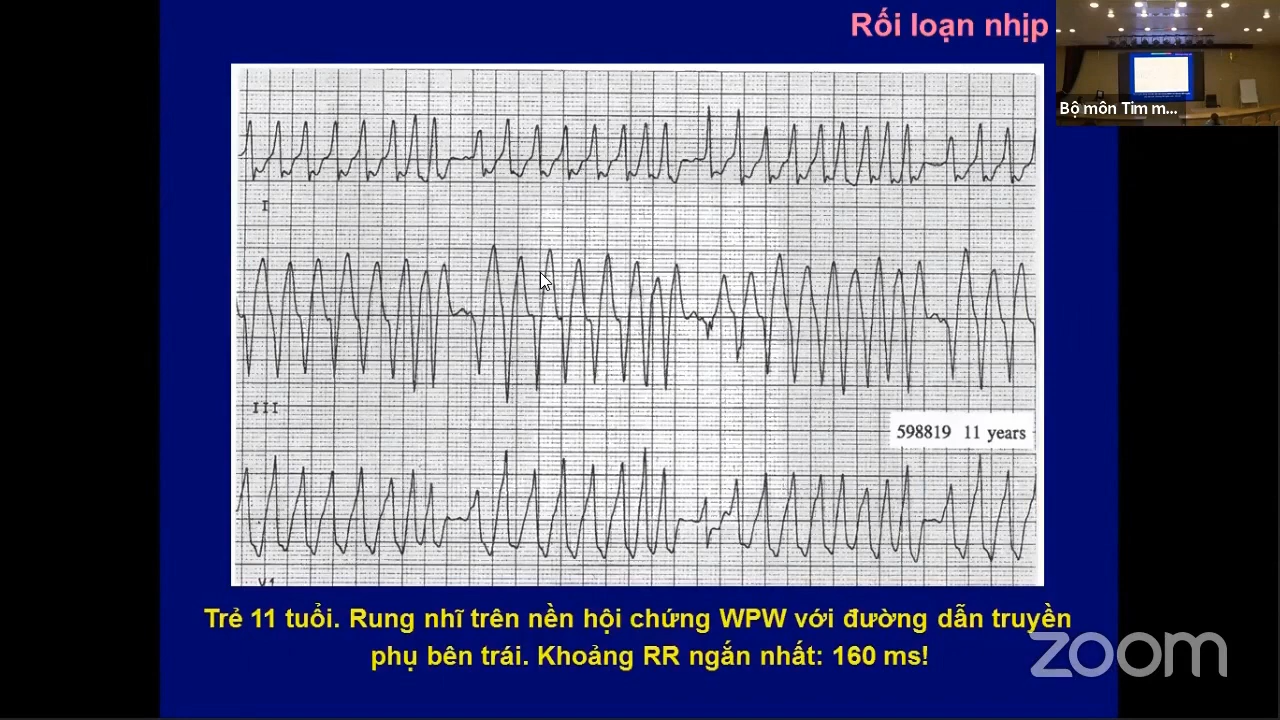 Rối loạn nhịp
Bộ môn Tim m...
I
III
598819 11 years
V1
Trẻ 11 tuổi. Rung nhĩ trên nền hội chứng WPW với đường dẫn truyền
phụ bên trái. Khoảng RR ngắn nhất: 160 ms!
zoom